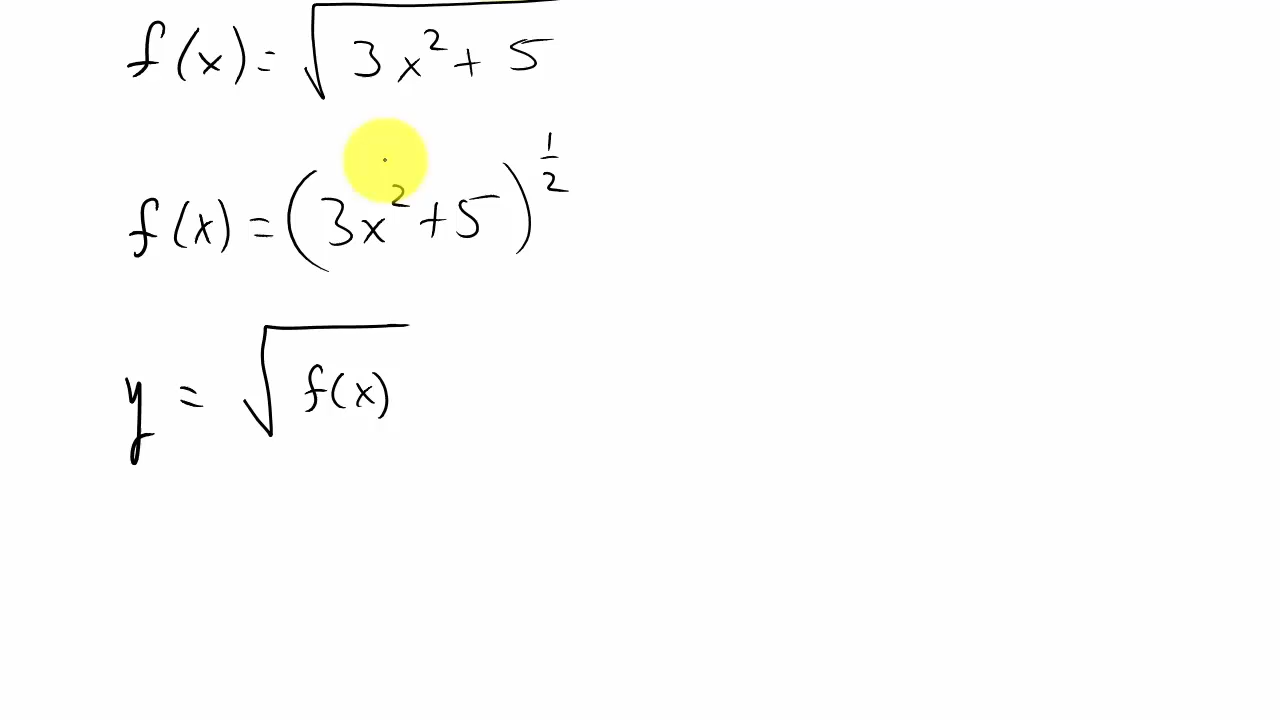 f(x) = √(3x² + 5)
f(x) = (3x² + 5)^(1/2)
y = √(f(x))